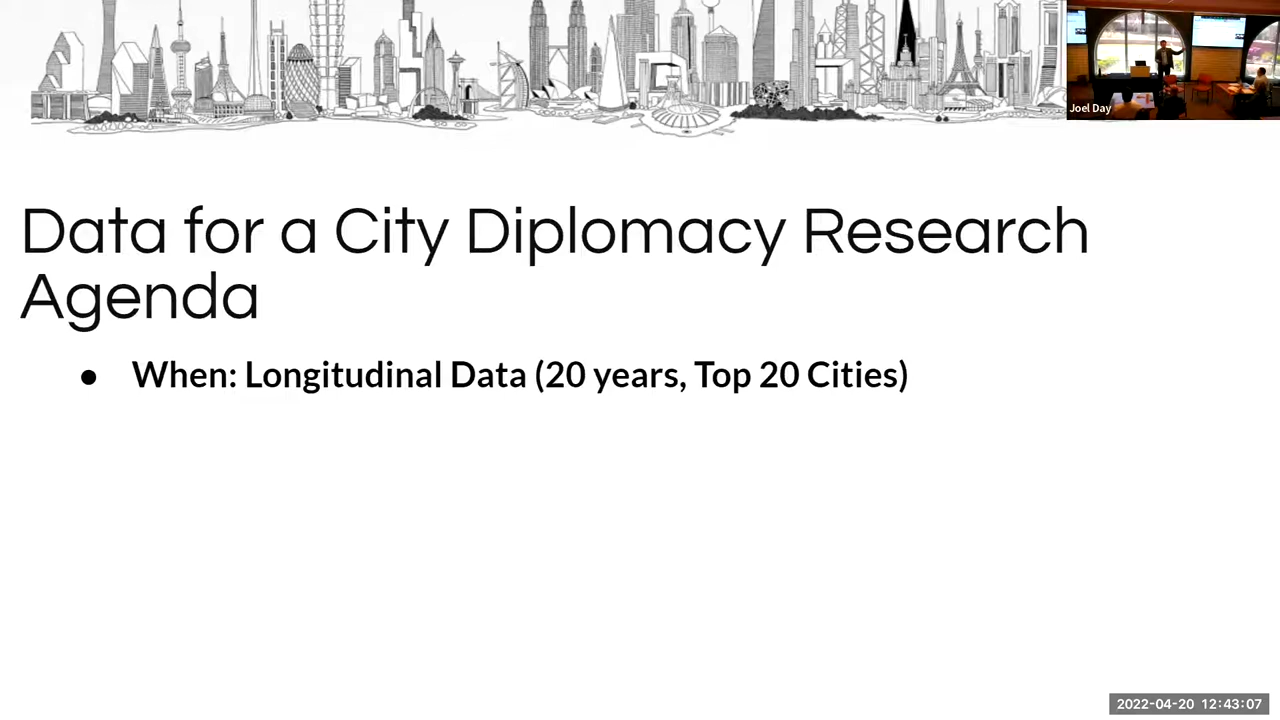 Joel Day
Data for a City Diplomacy Research
Agenda
● When: Longitudinal Data (20 years, Top 20 Cities)
2022-04-20 12:43:07